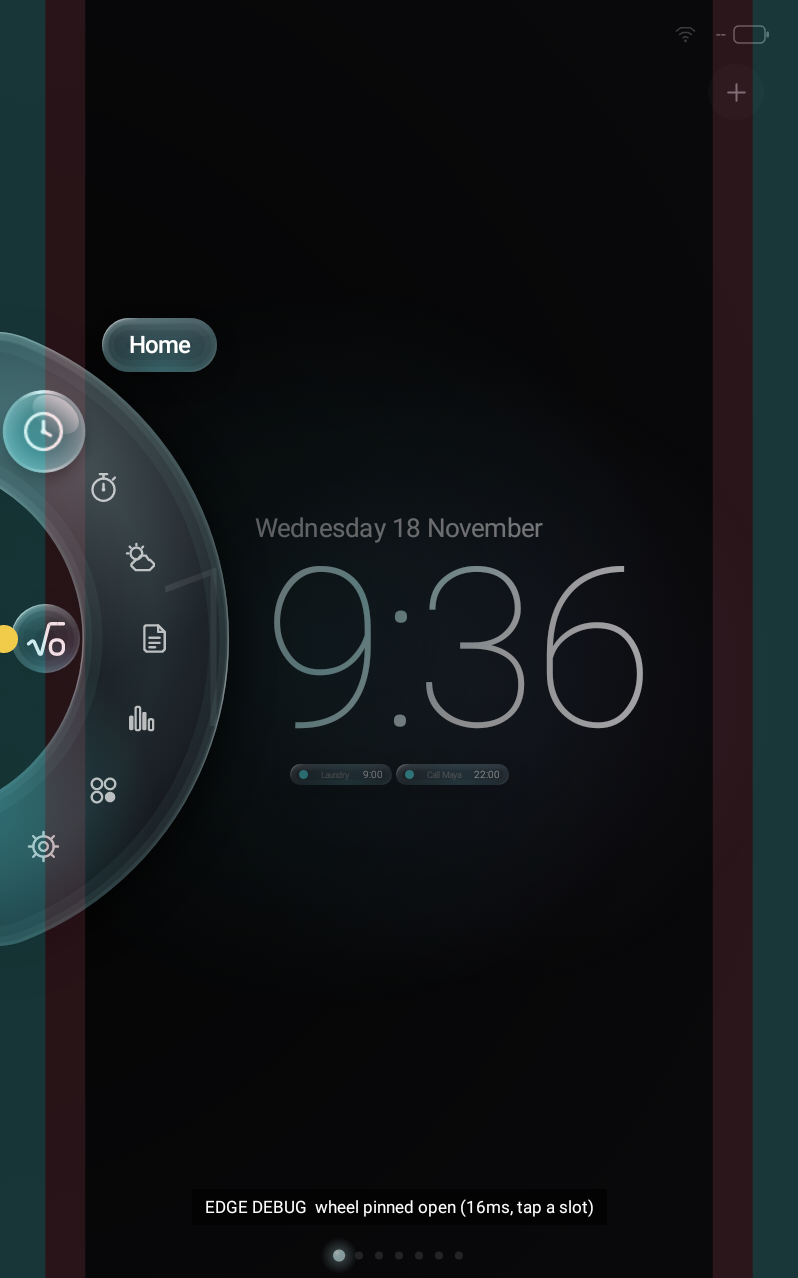 --
Home
Wednesday 18 November
9:36
Laundry 9:00 Call Maya 22:00
√o
EDGE DEBUG wheel pinned open (16ms, tap a slot)